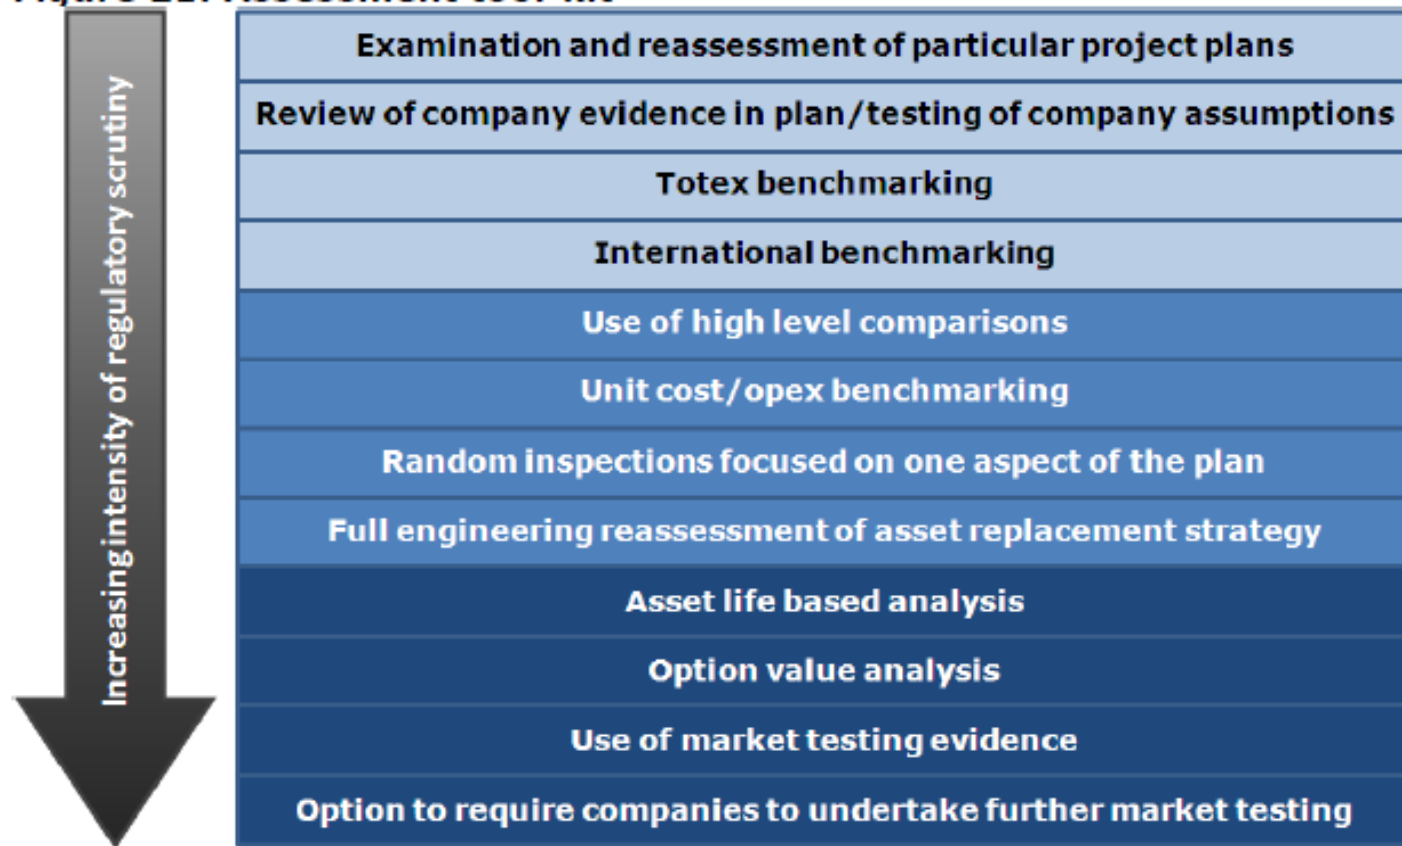 Increasing intensity of regulatory scrutiny
Examination and reassessment of particular project plans
Review of company evidence in plan/testing of company assumptions
Totex benchmarking
International benchmarking
Use of high level comparisons
Unit cost/opex benchmarking
Random inspections focused on one aspect of the plan
Full engineering reassessment of asset replacement strategy
Asset life based analysis
Option value analysis
Use of market testing evidence
Option to require companies to undertake further market testing